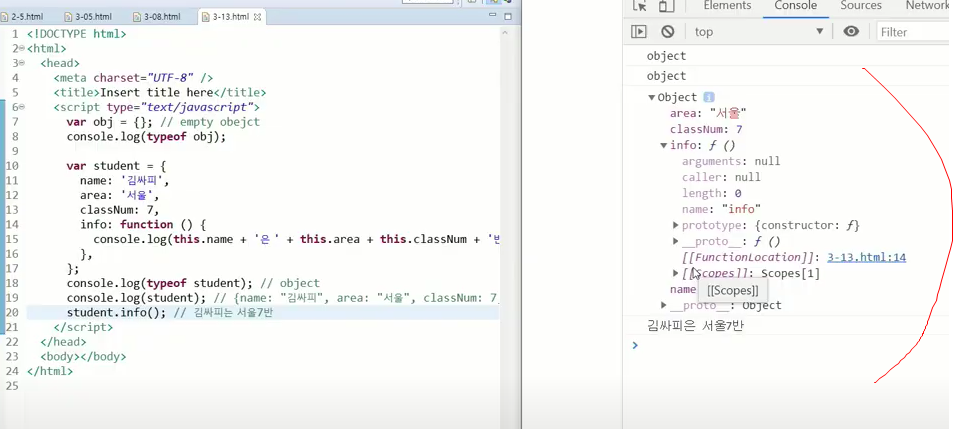 2-5.html 3-05.html 3-08.html 3-13.html
1 <!DOCTYPE html>
2 <html>
3 <head>
4 <meta charset="UTF-8" />
5 <title>Insert title here</title>
6 <script type="text/javascript">
7 var obj = {}; // empty obejct
8 console.log(typeof obj);
9
10 var student = {
11 name: '김싸피',
12 area: '서울',
13 classNum: 7,
14 info: function () {
15 console.log(this.name + '은 ' + this.area + this.classNum + '반
16 },
17 };
18 console.log(typeof student); // object
19 console.log(student); // {name: "김싸피", area: "서울", classNum: 7,
20 student.info(); // 김싸피는 서울7반
21 </script>
22 </head>
23 <body></body>
24 </html>
25
Elements Console Sources Network
top Filter
object
object
Object i
area: "서울"
classNum: 7
info: ƒ ()
arguments: null
caller: null
length: 0
name: "info"
prototype: {constructor: ƒ}
__proto__: ƒ ()
[[FunctionLocation]]: 3-13.html:14
[[Scopes]]: Scopes[1]
name
[[Scopes]]
__proto__: Object
김싸피은 서울7반